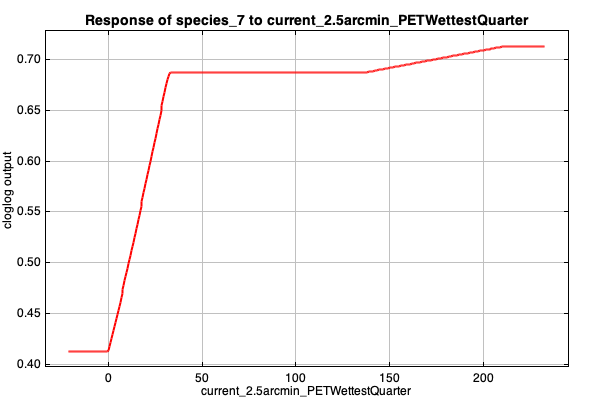 Response of species_7 to current_2.5arcmin_PETWettestQuarter
0.70
0.65
0.60
0.55
0.50
0.45
0.40
cloglog output
0 50 100 150 200
current_2.5arcmin_PETWettestQuarter